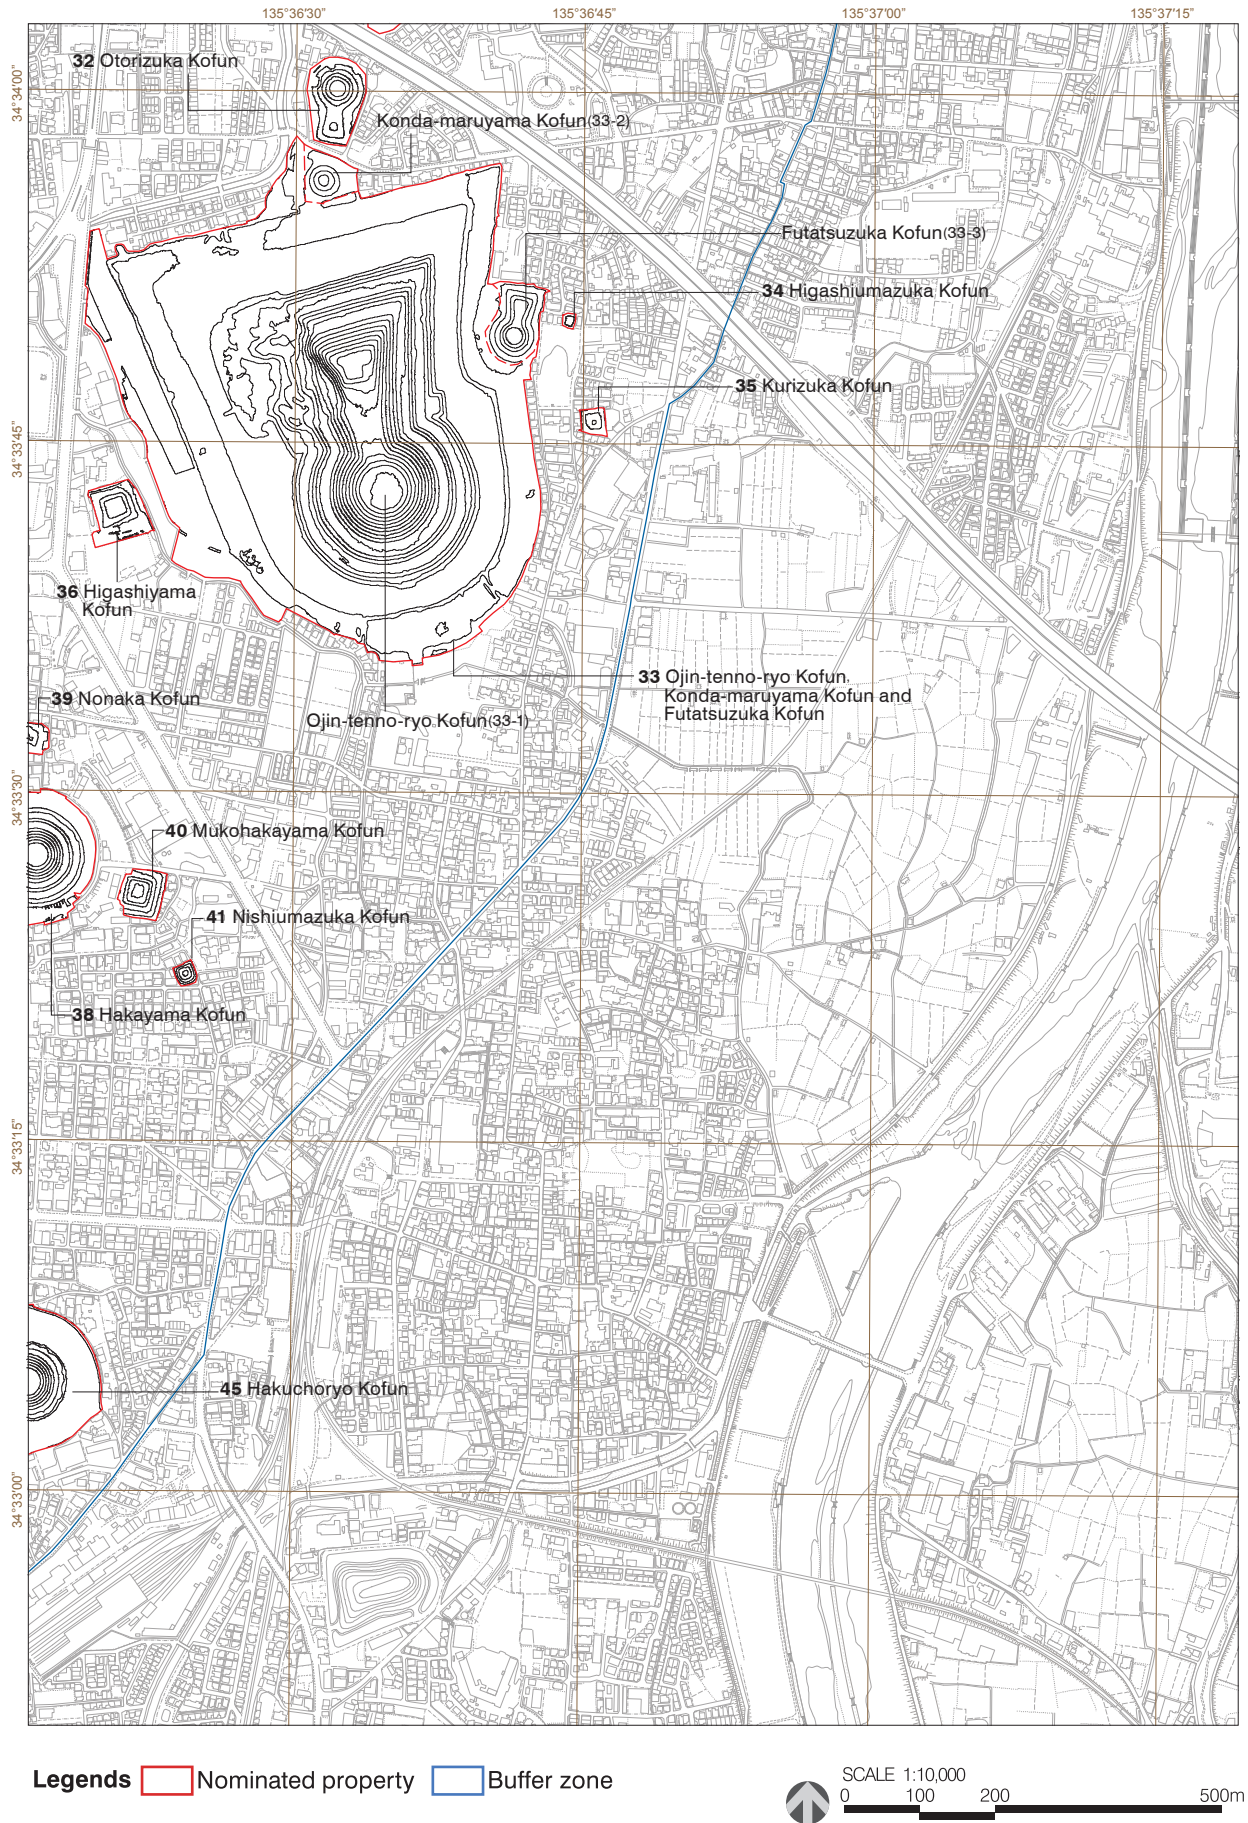 135°36'30"
135°36'45"
135°37'00"
135°37'15"
34°34'00"
32 Otorizuka Kofun
Konda-maruyama Kofun(33-2)
Futatsuzuka Kofun(33-3)
34 Higashiumazuka Kofun
35 Kurizuka Kofun
34°33'45"
36 Higashiyama
Kofun
33 Ojin-tenno-ryo Kofun,
Konda-maruyama Kofun and
Futatsuzuka Kofun
39 Nonaka Kofun
Ojin-tenno-ryo Kofun(33-1)
34°33'30"
40 Mukohakayama Kofun
41 Nishiumazuka Kofun
38 Hakayama Kofun
34°33'15"
45 Hakuchoryo Kofun
34°33'00"
Legends
Nominated property
Buffer zone
SCALE 1:10,000
0 100 200 500m